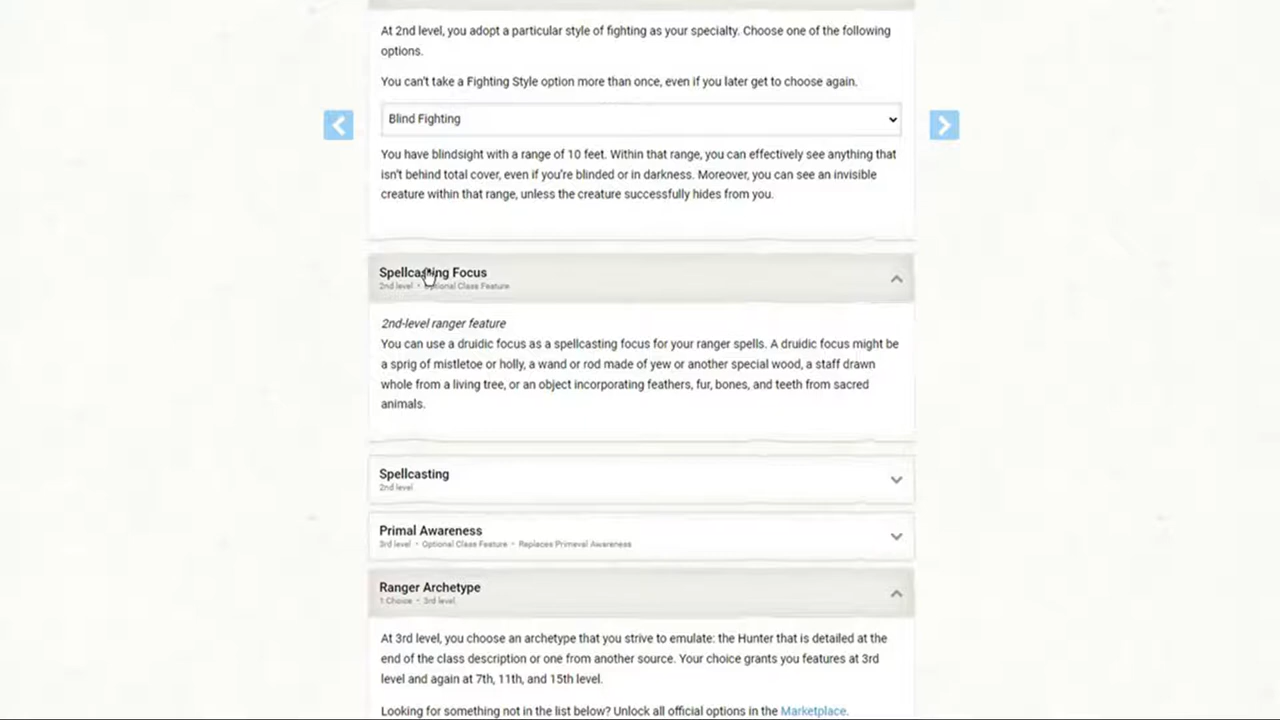 At 2nd level, you adopt a particular style of fighting as your specialty. Choose one of the following
options.
You can't take a Fighting Style option more than once, even if you later get to choose again.
Blind Fighting
You have blindsight with a range of 10 feet. Within that range, you can effectively see anything that
isn't behind total cover, even if you're blinded or in darkness. Moreover, you can see an invisible
creature within that range, unless the creature successfully hides from you.
Spellcasting Focus
2nd level • Optional Class Feature
2nd-level ranger feature
You can use a druidic focus as a spellcasting focus for your ranger spells. A druidic focus might be
a sprig of mistletoe or holly, a wand or rod made of yew or another special wood, a staff drawn
whole from a living tree, or an object incorporating feathers, fur, bones, and teeth from sacred
animals.
Spellcasting
2nd level
Primal Awareness
3rd level • Optional Class Feature • Replaces Primeval Awareness
Ranger Archetype
1 Choice • 3rd level
At 3rd level, you choose an archetype that you strive to emulate: the Hunter that is detailed at the
end of the class description or one from another source. Your choice grants you features at 3rd
level and again at 7th, 11th, and 15th level.
Looking for something not in the list below? Unlock all official options in the Marketplace.